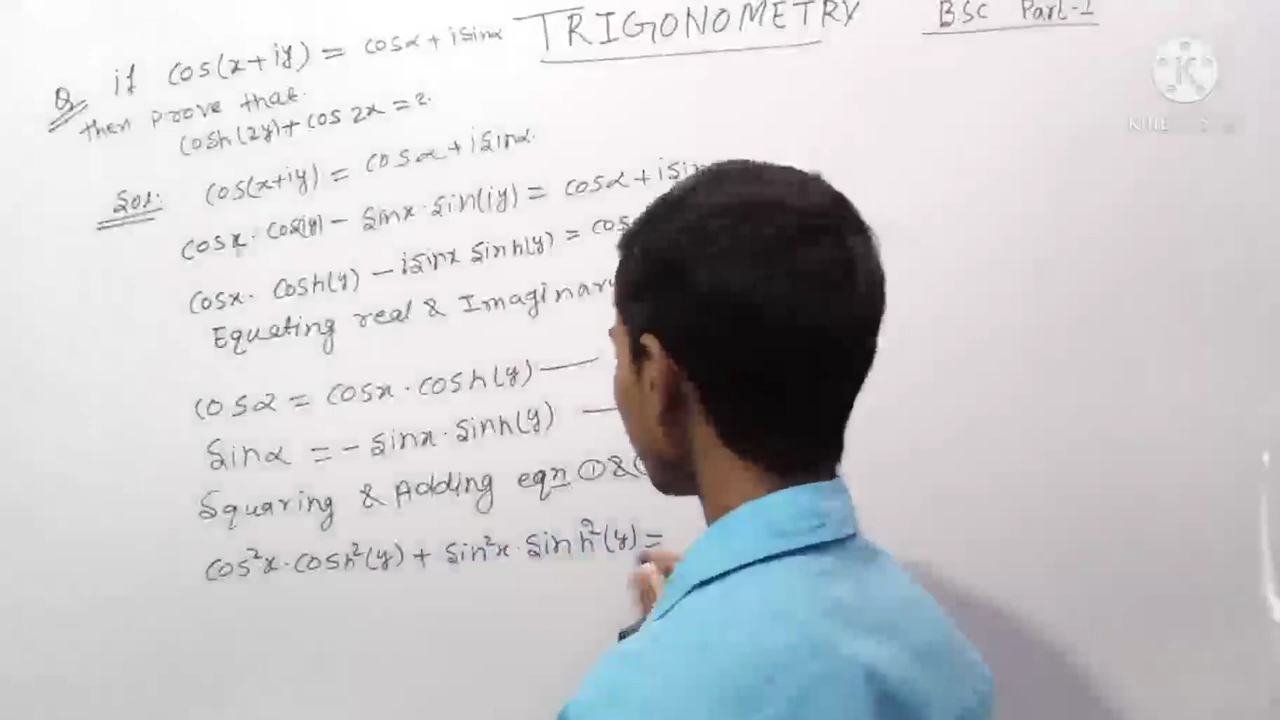 TRIGONOMETRY
BSC Part-1
Q if cos(x+iy) = cosα + isinα
then prove that.
cosh(2y)+cos 2x = 2.
Sol: cos(x+iy) = cosα + isinα.
cosx · cos(iy) - sinx · sin(iy) = cosα + isin
cosx · cosh(y) - isinx sinh(y) = cos
Equating real & Imaginary
cosα = cosx · cosh(y) —
sinα = - sinx · sinh(y) —
Squaring & Adding eqn ① &
cos²x · cosh²(y) + sin²x · sinh²(y) =
K